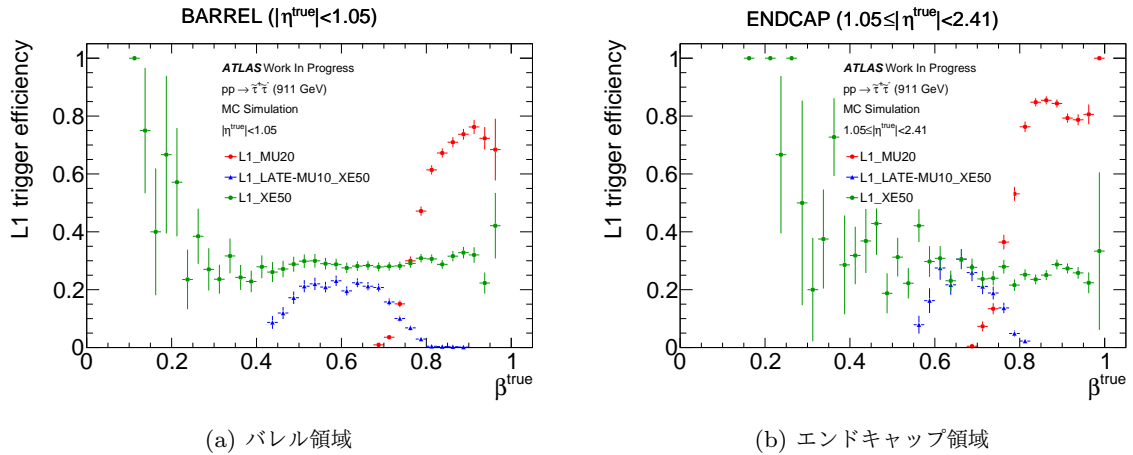 BARREL (|η^true|<1.05)
L1 trigger efficiency
1
0.8
0.6
0.4
0.2
0
ATLAS Work In Progress
pp → τ̃⁺τ̃⁻ (911 GeV)
MC Simulation
|η^true|<1.05
L1_MU20
L1_LATE-MU10_XE50
L1_XE50
0 0.2 0.4 0.6 0.8 1
β^true
(a) バレル領域
ENDCAP (1.05≤|η^true|<2.41)
L1 trigger efficiency
1
0.8
0.6
0.4
0.2
0
ATLAS Work In Progress
pp → τ̃⁺τ̃⁻ (911 GeV)
MC Simulation
1.05≤|η^true|<2.41
L1_MU20
L1_LATE-MU10_XE50
L1_XE50
0 0.2 0.4 0.6 0.8 1
β^true
(b) エンドキャップ領域